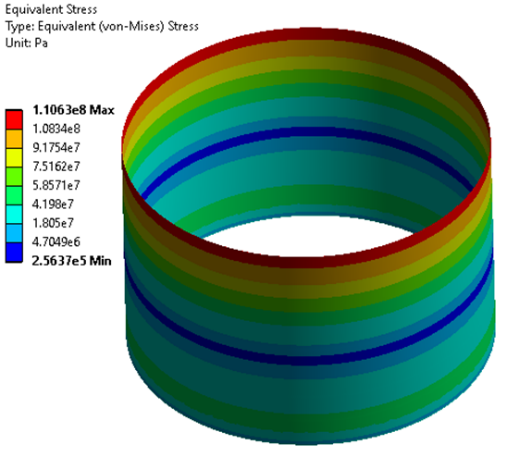 Equivalent Stress
Type: Equivalent (von-Mises) Stress
Unit: Pa
1.1063e8 Max
1.0834e8
9.1754e7
7.5162e7
5.8571e7
4.198e7
1.805e7
4.7049e6
2.5637e5 Min